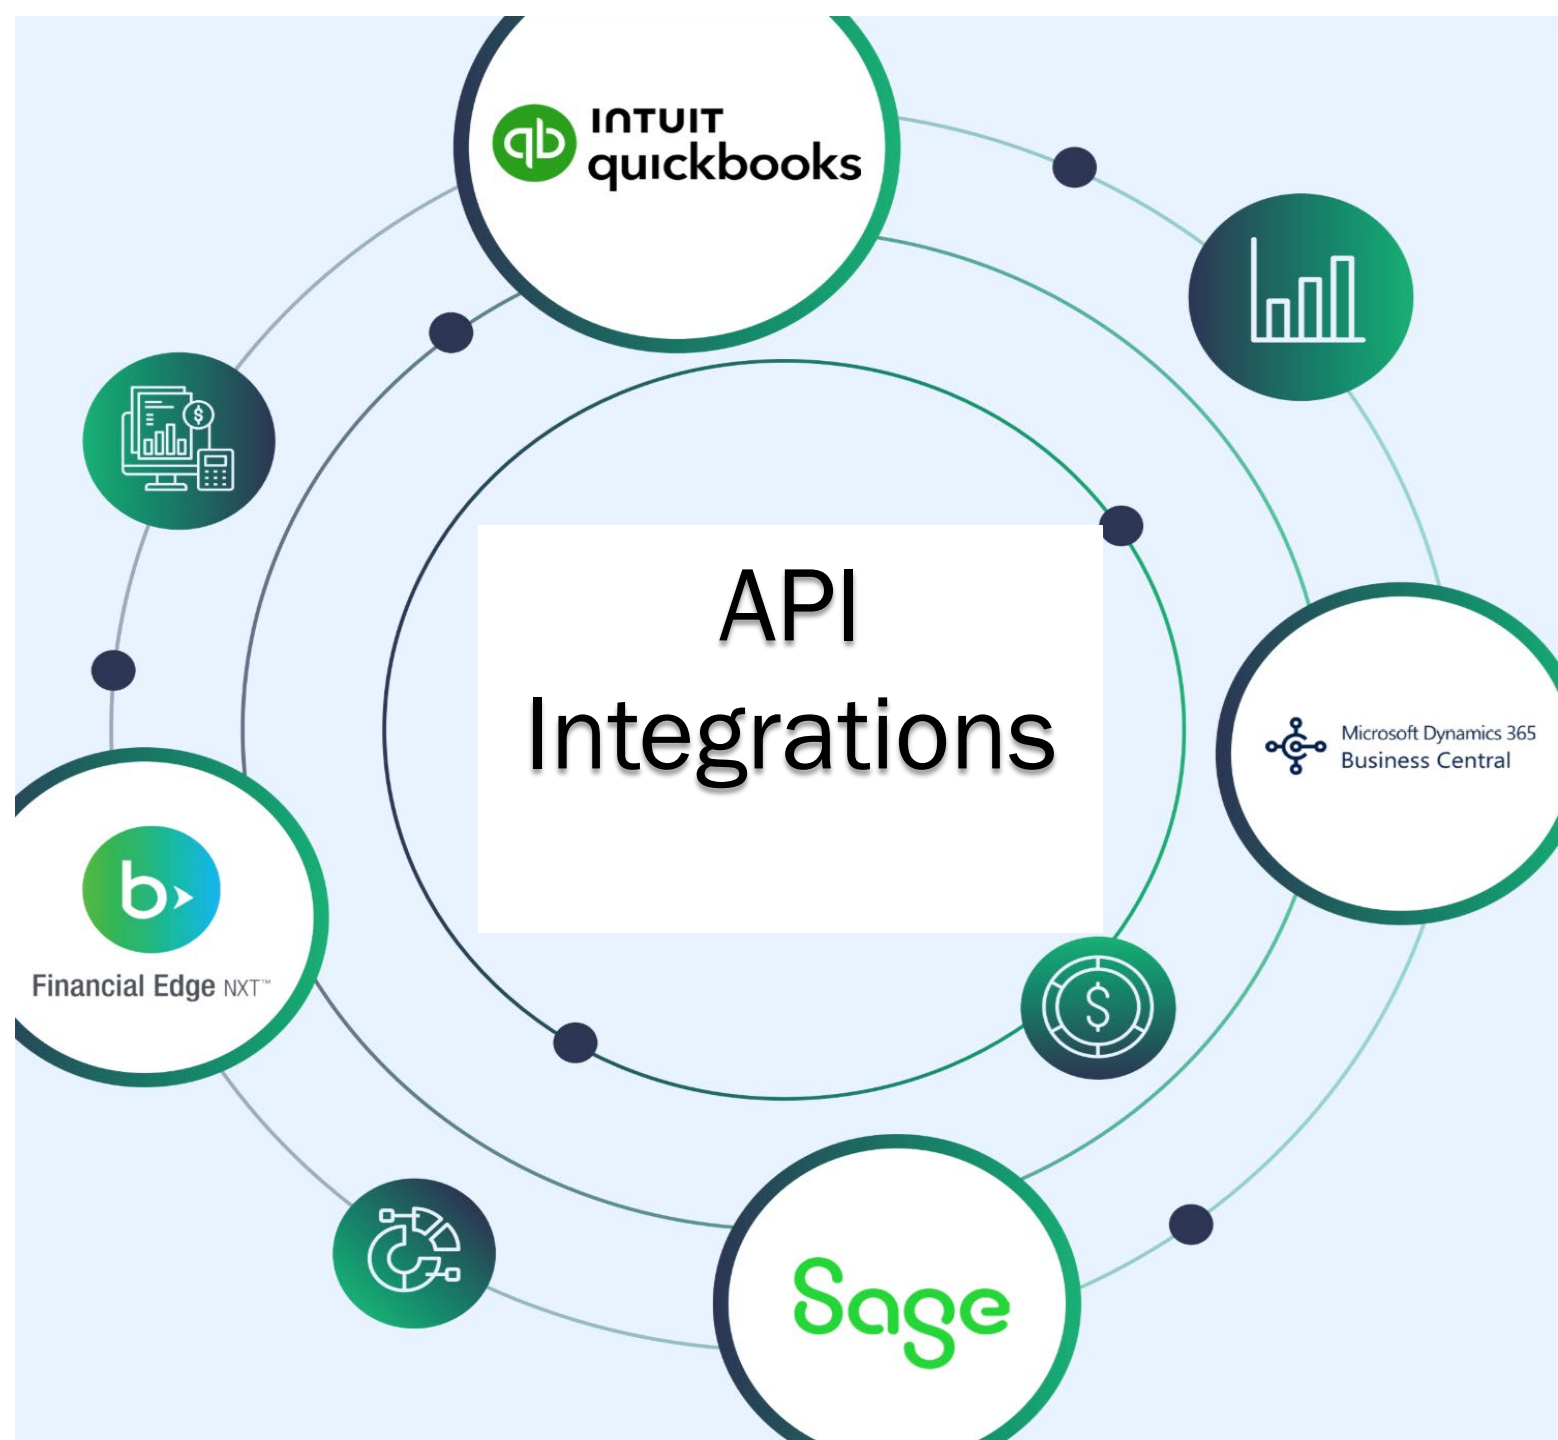 INTUIT
quickbooks
API
Integrations
Microsoft Dynamics 365
Business Central
Financial Edge NXT™
Sage